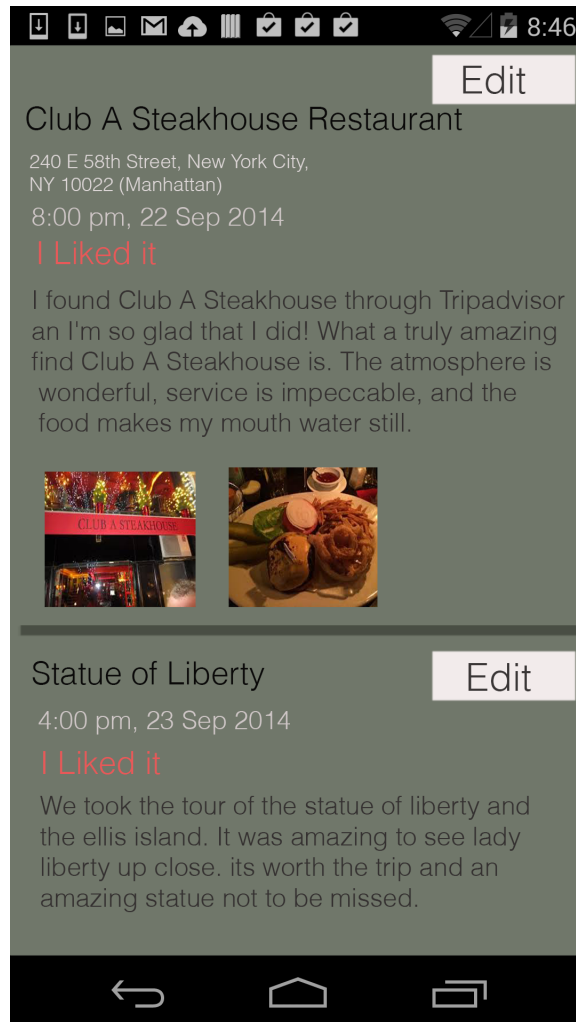 8:46
Edit
Club A Steakhouse Restaurant
240 E 58th Street, New York City,
NY 10022 (Manhattan)
8:00 pm, 22 Sep 2014
I Liked it
I found Club A Steakhouse through Tripadvisor
an I'm so glad that I did! What a truly amazing
find Club A Steakhouse is. The atmosphere is
wonderful, service is impeccable, and the
food makes my mouth water still.
CLUB A STEAKHOUSE
Statue of Liberty
Edit
4:00 pm, 23 Sep 2014
I Liked it
We took the tour of the statue of liberty and
the ellis island. It was amazing to see lady
liberty up close. its worth the trip and an
amazing statue not to be missed.